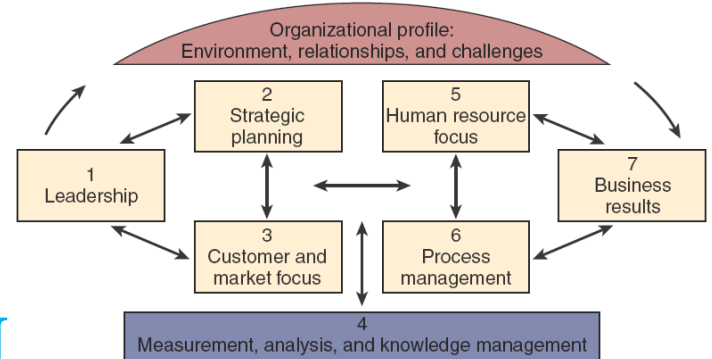 Organizational profile:
Environment, relationships, and challenges
2
Strategic
planning
5
Human resource
focus
1
Leadership
7
Business
results
3
Customer and
market focus
6
Process
management
4
Measurement, analysis, and knowledge management